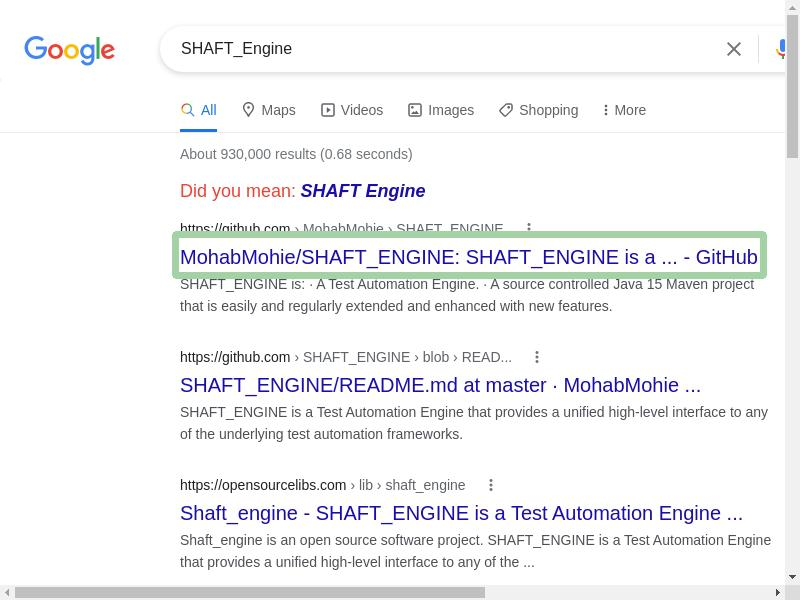 Google
SHAFT_Engine
All Maps Videos Images Shopping More
About 930,000 results (0.68 seconds)
Did you mean: SHAFT Engine
https://github.com › MohabMohie › SHAFT_ENGINE
MohabMohie/SHAFT_ENGINE: SHAFT_ENGINE is a ... - GitHub
SHAFT_ENGINE is: · A Test Automation Engine. · A source controlled Java 15 Maven project
that is easily and regularly extended and enhanced with new features.
https://github.com › SHAFT_ENGINE › blob › READ...
SHAFT_ENGINE/README.md at master · MohabMohie ...
SHAFT_ENGINE is a Test Automation Engine that provides a unified high-level interface to any
of the underlying test automation frameworks.
https://opensourcelibs.com › lib › shaft_engine
Shaft_engine - SHAFT_ENGINE is a Test Automation Engine ...
Shaft_engine is an open source software project. SHAFT_ENGINE is a Test Automation Engine
that provides a unified high-level interface to any of the ...